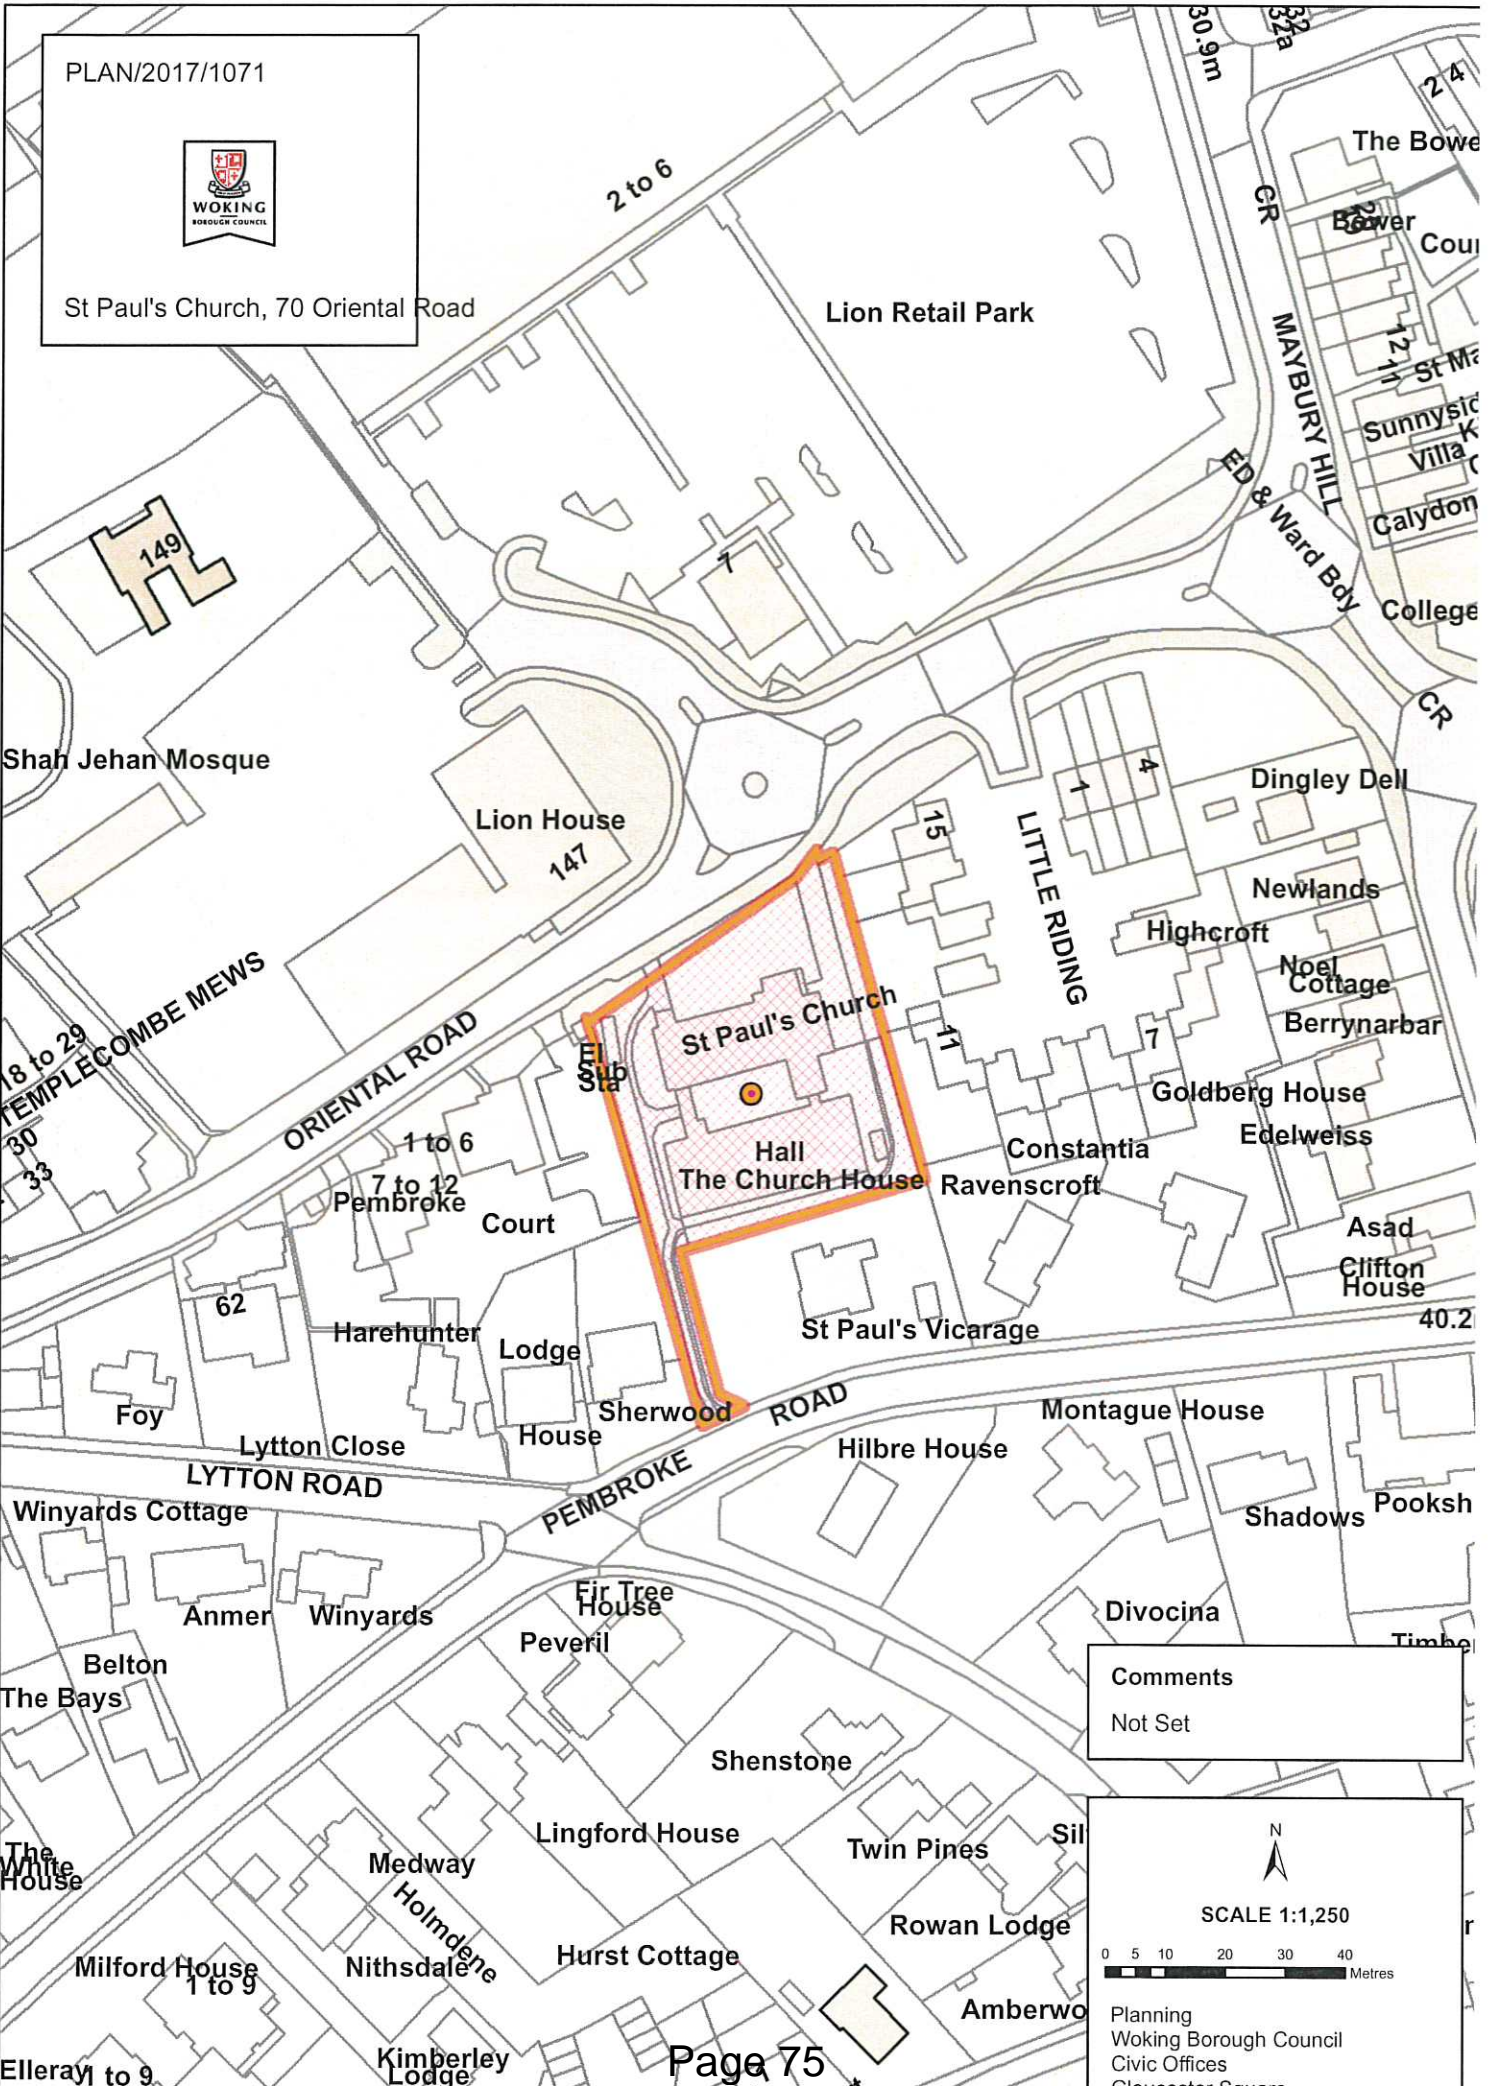 PLAN/2017/1071
WOKING
BOROUGH COUNCIL
St Paul's Church, 70 Oriental Road
30.9m
32
32a
2 4
The Bowe
2 to 6
CR
Bower
Cour
Lion Retail Park
MAYBURY HILL
12
11
St Ma
Sunnysid
Villa
Calydon
ED & Ward Bdy
149
7
College
CR
Shah Jehan Mosque
Lion House
147
15
1
4
Dingley Dell
LITTLE RIDING
Newlands
Highcroft
Noel
Cottage
Berrynarbar
TEMPLECOMBE MEWS
18 to 29
30
33
ORIENTAL ROAD
El
Sub
Sta
St Paul's Church
11
7
Goldberg House
Edelweiss
1 to 6
7 to 12
Pembroke
Court
Hall
The Church House
Constantia
Ravenscroft
Asad
Clifton
House
40.2
62
Harehunter
Lodge
St Paul's Vicarage
Foy
Sherwood
House
PEMBROKE ROAD
Montague House
Lytton Close
LYTTON ROAD
Hilbre House
Winyards Cottage
Shadows
Pooksh
Anmer
Winyards
Fir Tree
House
Peveril
Divocina
Timber
Belton
The Bays
Comments
Not Set
Shenstone
The
White
House
Medway
Lingford House
Twin Pines
Sil
Holmdene
Rowan Lodge
Milford House
1 to 9
Nithsdale
Hurst Cottage
Amberwo
Elleray
1 to 9
Kimberley
Lodge
N
SCALE 1:1,250
0 5 10 20 30 40
Metres
Planning
Woking Borough Council
Civic Offices
Gloucester Square
Page 75